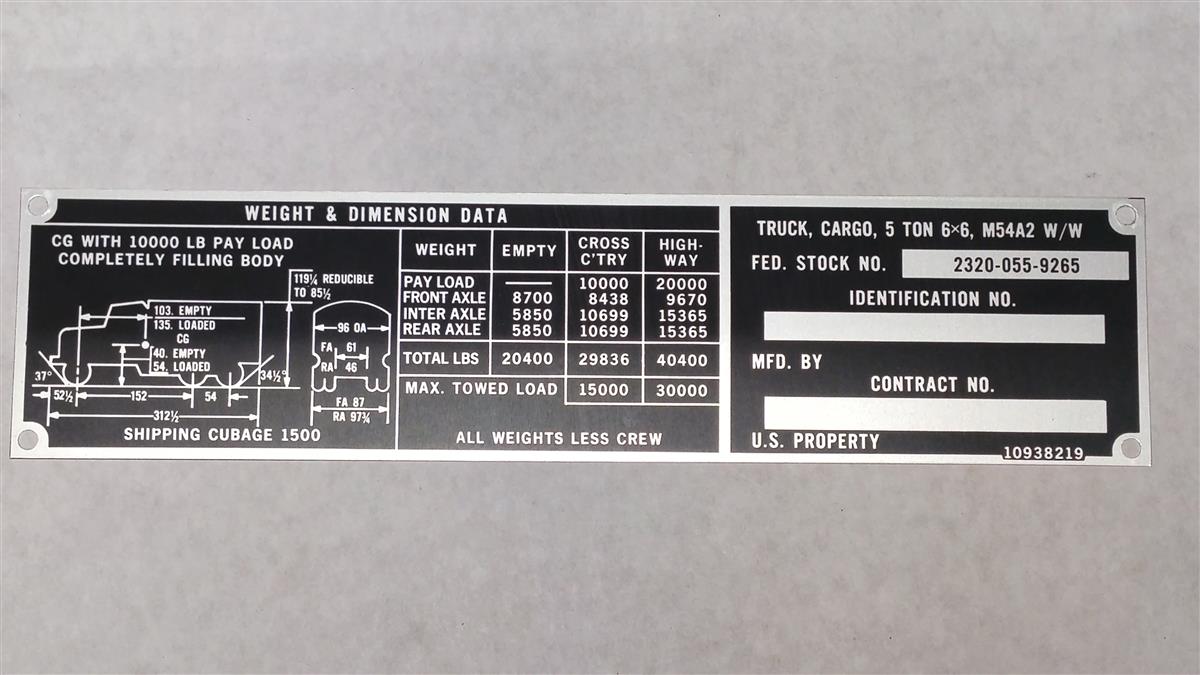 WEIGHT & DIMENSION DATA
CG WITH 10000 LB PAY LOAD
COMPLETELY FILLING BODY
119¼ REDUCIBLE
TO 85½
103. EMPTY
135. LOADED
CG
40. EMPTY
54. LOADED
37°
34½°
52½ 152 54
312½
96 OA
FA 61
RA 46
FA 87
RA 97¾
SHIPPING CUBAGE 1500
WEIGHT EMPTY CROSS C'TRY HIGH-WAY
PAY LOAD —— 10000 20000
FRONT AXLE 8700 8438 9670
INTER AXLE 5850 10699 15365
REAR AXLE 5850 10699 15365
TOTAL LBS 20400 29836 40400
MAX. TOWED LOAD 15000 30000
ALL WEIGHTS LESS CREW
TRUCK, CARGO, 5 TON 6×6, M54A2 W/W
FED. STOCK NO. 2320-055-9265
IDENTIFICATION NO.
MFD. BY
CONTRACT NO.
U.S. PROPERTY
10938219